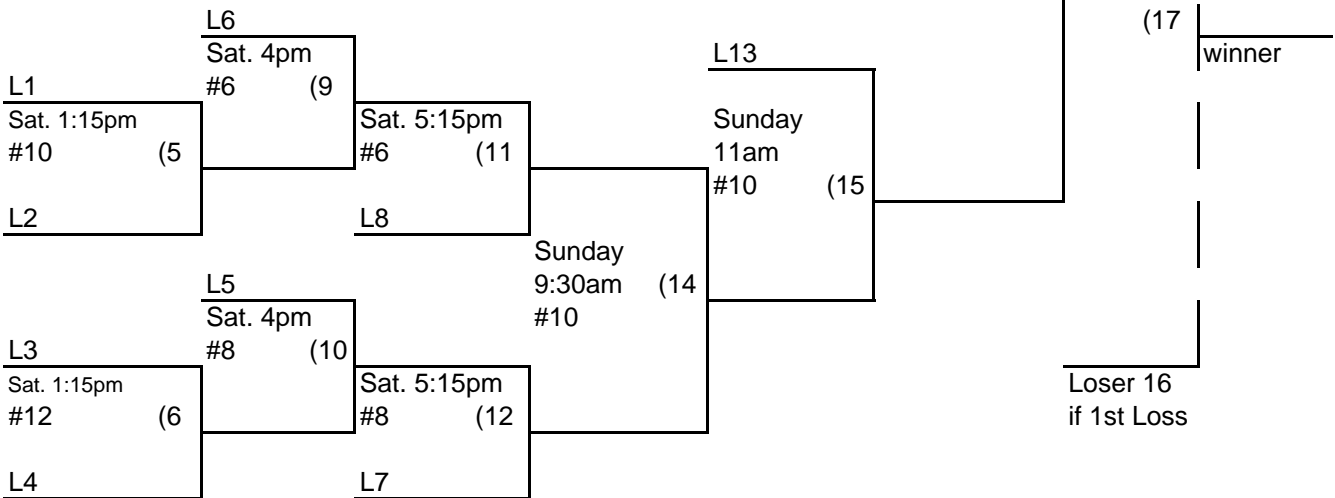 L6
(17
Sat. 4pm
L13
winner
L1
#6 (9
Sat. 1:15pm
Sat. 5:15pm
Sunday
#10 (5
#6 (11
11am
#10 (15
L2
L8
Sunday
L5
9:30am (14
Sat. 4pm
#10
L3
#8 (10
Sat. 1:15pm
Sat. 5:15pm
Loser 16
#12 (6
#8 (12
if 1st Loss
L4
L7